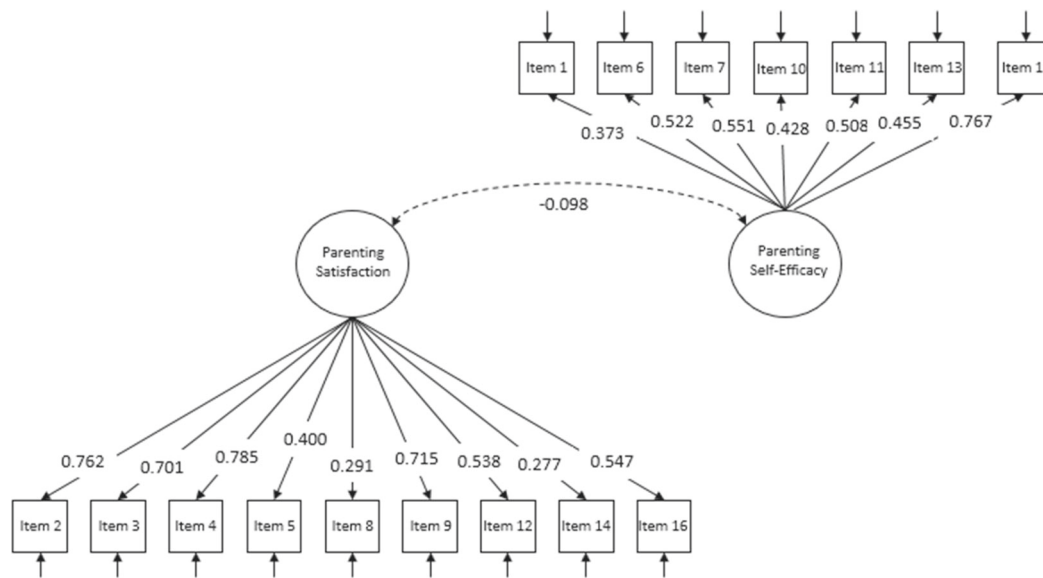 Item 1
Item 6
Item 7
Item 10
Item 11
Item 13
Item 1
0.373
0.522
0.551
0.428
0.508
0.455
0.767
-0.098
Parenting
Satisfaction
Parenting
Self-Efficacy
0.762
0.701
0.785
0.400
0.291
0.715
0.538
0.277
0.547
Item 2
Item 3
Item 4
Item 5
Item 8
Item 9
Item 12
Item 14
Item 16